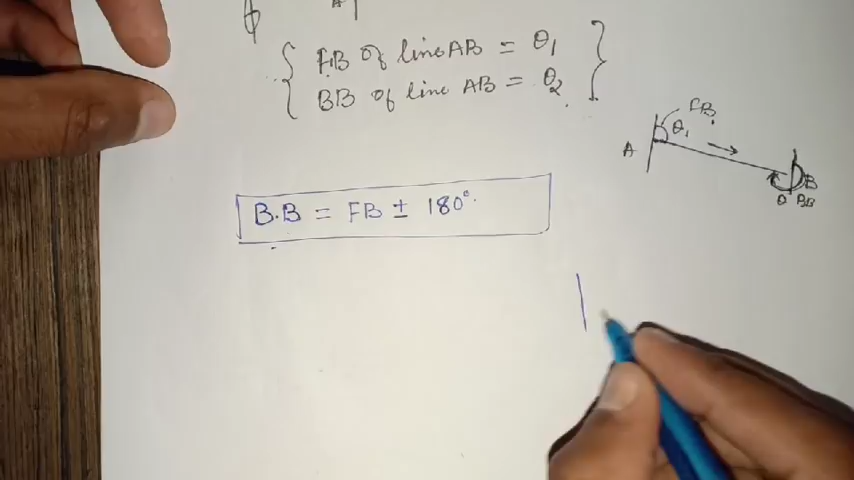 A
FB of line AB = θ₁
BB of line AB = θ₂
FB
θ₁
A
B
θ BB
B.B = FB ± 180°